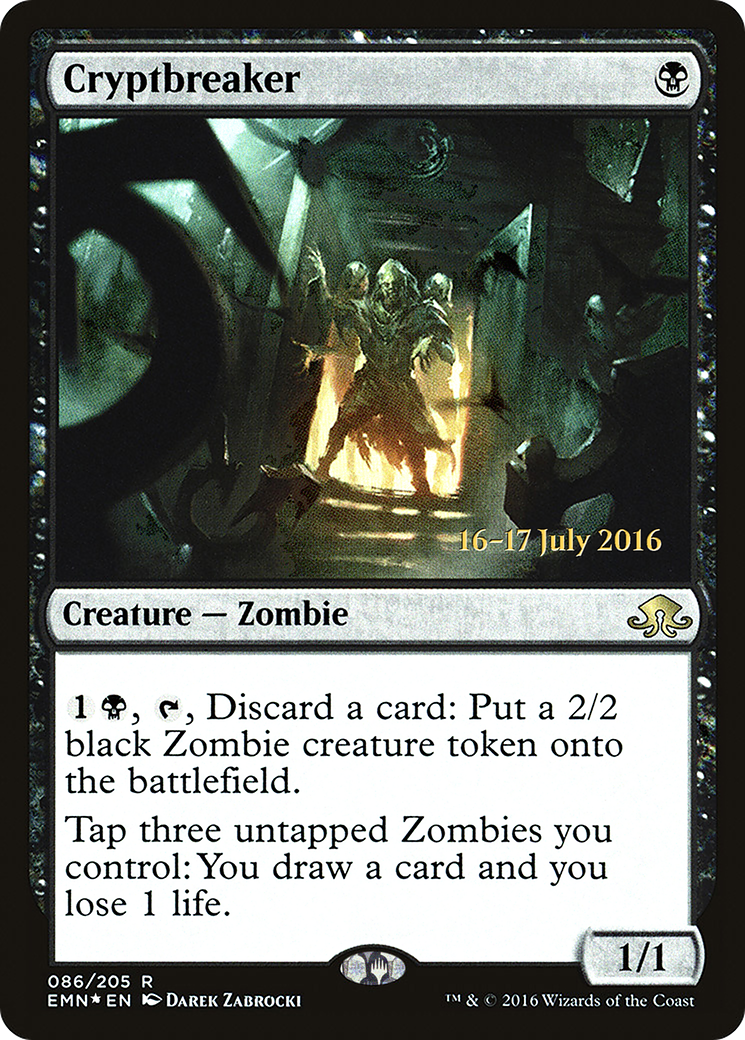 Cryptbreaker
16–17 July 2016
Creature — Zombie
1 , , Discard a card: Put a 2/2
black Zombie creature token onto
the battlefield.
Tap three untapped Zombies you
control: You draw a card and you
lose 1 life.
1/1
086/205 R
EMN★EN Darek Zabrocki
™ & © 2016 Wizards of the Coast